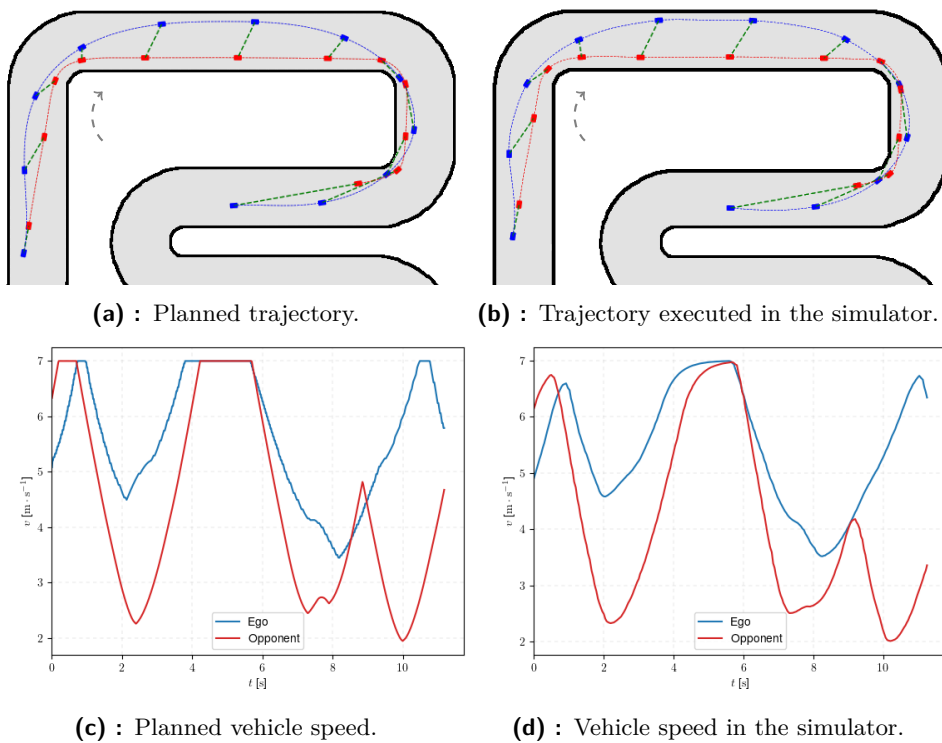 (a) : Planned trajectory.
(b) : Trajectory executed in the simulator.
7
6
5
4
3
2
v [m · s⁻¹]
0
2
4
6
8
10
t [s]
Ego
Opponent
7
6
5
4
3
2
v [m · s⁻¹]
0
2
4
6
8
10
t [s]
Ego
Opponent
(c) : Planned vehicle speed.
(d) : Vehicle speed in the simulator.